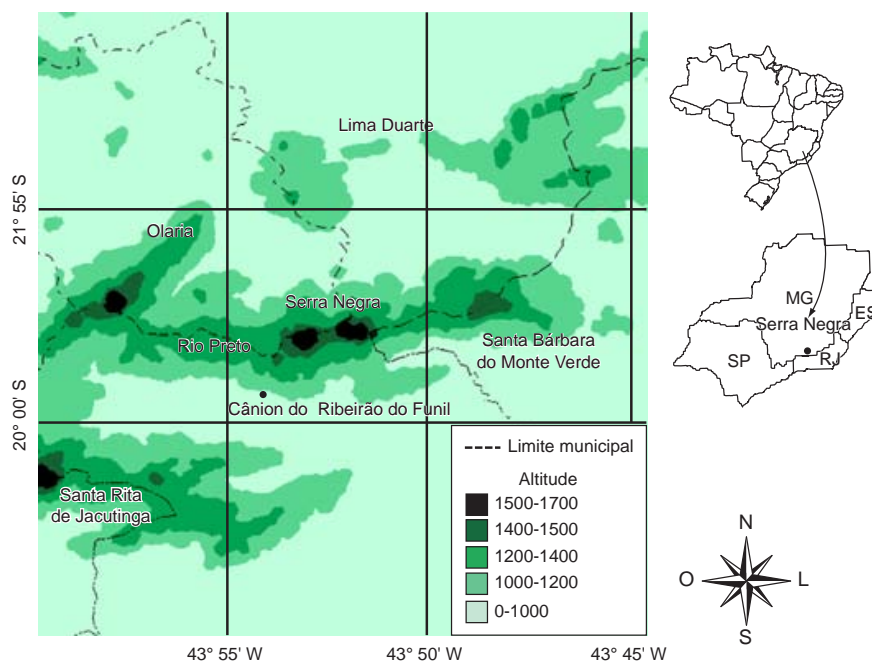 Lima Duarte
21° 55' S
Olaria
Serra Negra
Rio Preto
Santa Bárbara
do Monte Verde
20° 00' S
Cânion do Ribeirão do Funil
Santa Rita
de Jacutinga
Limite municipal
Altitude
1500-1700
1400-1500
1200-1400
1000-1200
0-1000
43° 55' W
43° 50' W
43° 45' W
MG
ES
Serra Negra
SP
RJ
N
O
L
S